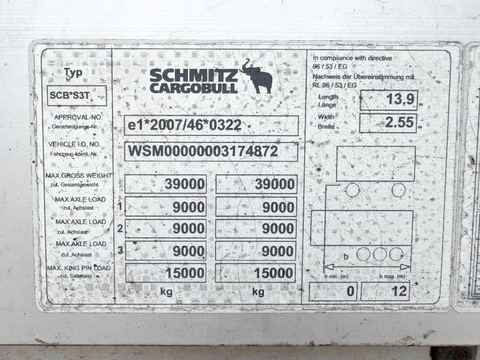 Typ
SCB*S3T
SCHMITZ
CARGOBULL
In compliance with directive
96 / 53 / EG
Nachweis der Übereinstimmung mit
RL 96 / 53 / EG
Length
Länge
13,9 m
Width
Breite
2.55
APPROVAL-NO.
Genehmigungs-Nr.
e1*2007/46*0322
VEHICLE I.D, NO.
Fahrzeug-Ident.-Nr.
WSM00000003174872
MAX.GROSS WEIGHT
zul. Gesamtgewicht
39000 39000
MAX.AXLE LOAD
zul. Achslast
1 9000 9000
MAX.AXLE LOAD
zul. Achslast
2 9000 9000
MAX.AXLE LOAD
zul. Achslast
3 9000 9000
MAX. KING PIN LOAD
zul. Sattellast
15000 15000
kg kg
b
b min. (m) b mag. (м)
0 12